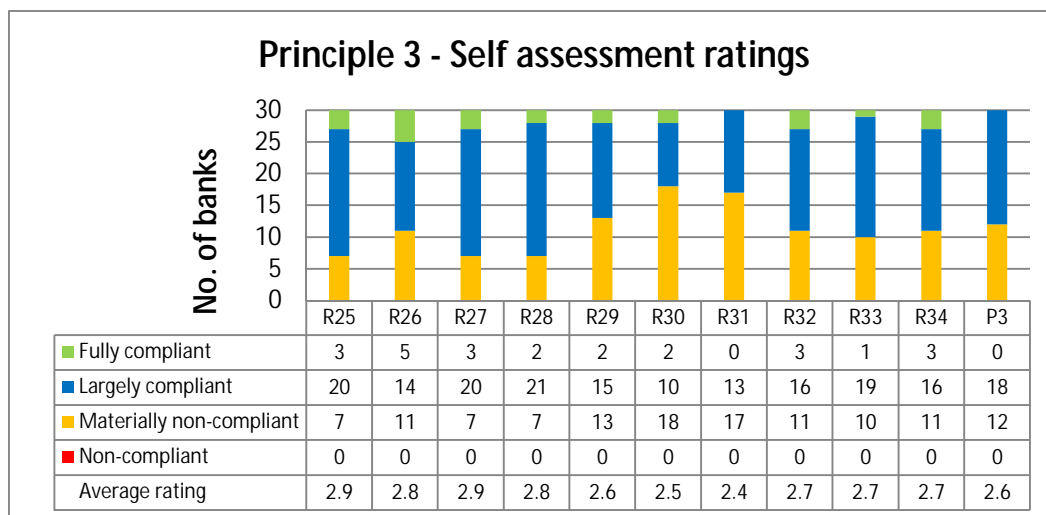 Principle 3 - Self assessment ratings
No. of banks
30
25
20
15
10
5
0
R25 R26 R27 R28 R29 R30 R31 R32 R33 R34 P3
Fully compliant 3 5 3 2 2 2 0 3 1 3 0
Largely compliant 20 14 20 21 15 10 13 16 19 16 18
Materially non-compliant 7 11 7 7 13 18 17 11 10 11 12
Non-compliant 0 0 0 0 0 0 0 0 0 0 0
Average rating 2.9 2.8 2.9 2.8 2.6 2.5 2.4 2.7 2.7 2.7 2.6